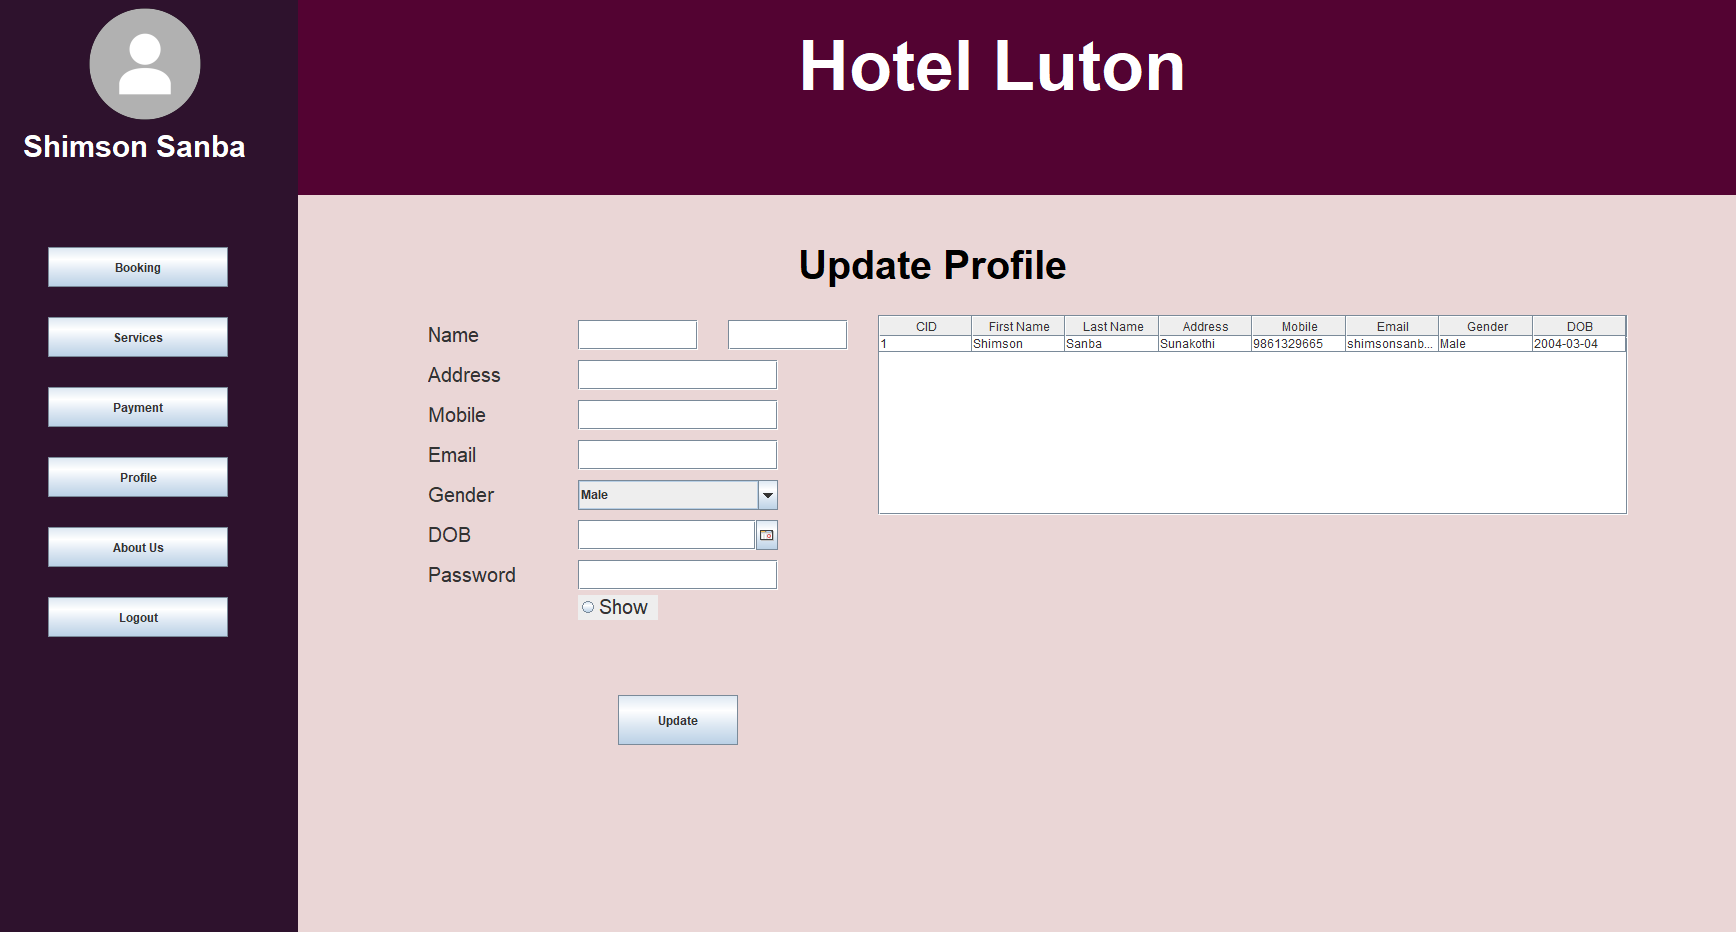 Hotel Luton
Shimson Sanba
Booking
Services
Payment
Profile
About Us
Logout
Update Profile
Name
Address
Mobile
Email
Gender Male
DOB
Password
Show
Update
CID First Name Last Name Address Mobile Email Gender DOB
1 Shimson Sanba Sunakothi 9861329665 shimsonsanb... Male 2004-03-04